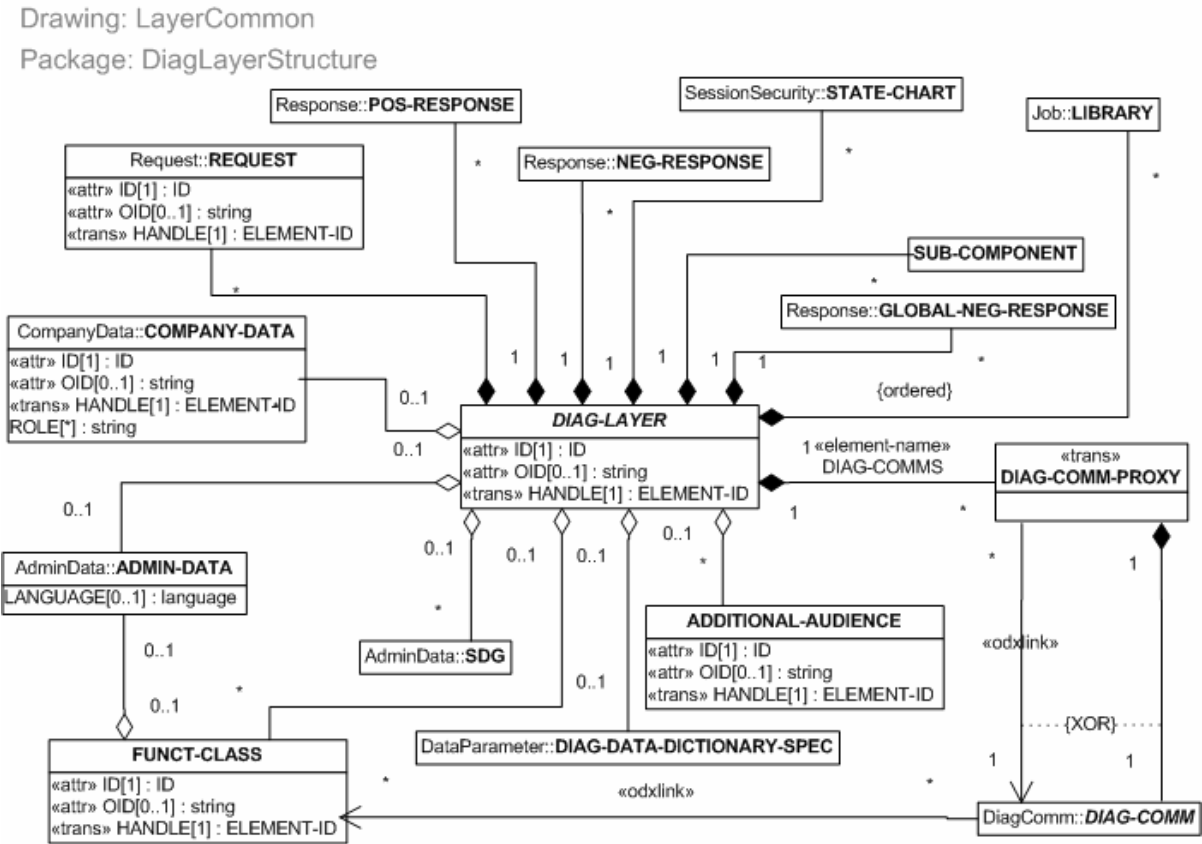 Drawing: LayerCommon
Package: DiagLayerStructure
Response::POS-RESPONSE
SessionSecurity::STATE-CHART
Job::LIBRARY
Request::REQUEST
«attr» ID[1] : ID
«attr» OID[0..1] : string
«trans» HANDLE[1] : ELEMENT-ID
Response::NEG-RESPONSE
*
*
*
*
*
SUB-COMPONENT
*
Response::GLOBAL-NEG-RESPONSE
*
CompanyData::COMPANY-DATA
«attr» ID[1] : ID
«attr» OID[0..1] : string
«trans» HANDLE[1] : ELEMENT-ID
ROLE[*] : string
1
1
1
1
1
1
0..1
{ordered}
0..1
DIAG-LAYER
«attr» ID[1] : ID
«attr» OID[0..1] : string
«trans» HANDLE[1] : ELEMENT-ID
1 «element-name»
DIAG-COMMS
«trans»
DIAG-COMM-PROXY
1
*
0..1
0..1
0..1
0..1
0..1
*
*
1
AdminData::ADMIN-DATA
LANGUAGE[0..1] : language
*
ADDITIONAL-AUDIENCE
«attr» ID[1] : ID
«attr» OID[0..1] : string
«trans» HANDLE[1] : ELEMENT-ID
AdminData::SDG
«odxlink»
0..1
*
0..1
0..1
{XOR}
FUNCT-CLASS
«attr» ID[1] : ID
«attr» OID[0..1] : string
«trans» HANDLE[1] : ELEMENT-ID
DataParameter::DIAG-DATA-DICTIONARY-SPEC
1
1
*
«odxlink»
*
DiagComm::DIAG-COMM